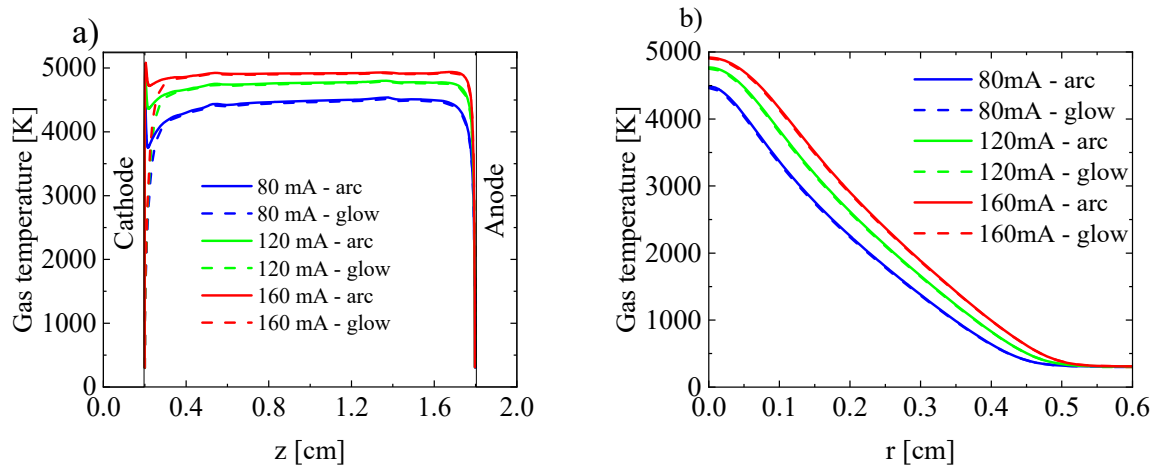 a)
Gas temperature [K]
5000
4000
3000
2000
1000
0
Cathode
Anode
80 mA - arc
80 mA - glow
120 mA - arc
120 mA - glow
160 mA - arc
160 mA - glow
0.0 0.4 0.8 1.2 1.6 2.0
z [cm]
b)
Gas temperature [K]
5000
4000
3000
2000
1000
0
80mA - arc
80mA - glow
120mA - arc
120mA - glow
160mA - arc
160mA - glow
0.0 0.1 0.2 0.3 0.4 0.5 0.6
r [cm]